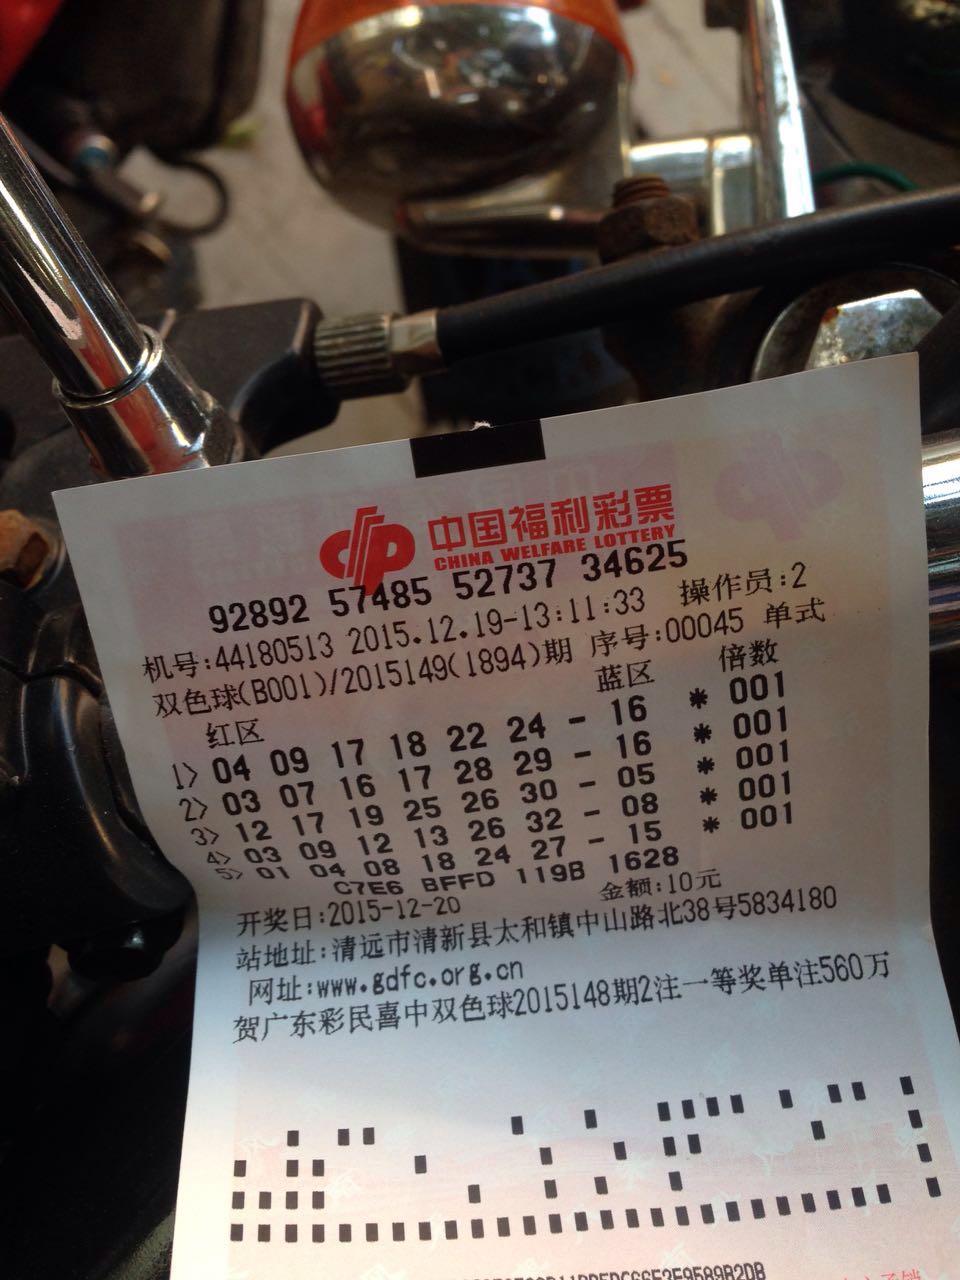 中国福利彩票
CHINA WELFARE LOTTERY
92892 57485 52737 34625
机号:44180513 2015.12.19-13:11:33 操作员:2
双色球(B001)/2015149(1894)期 序号:00045 单式
红区 蓝区 倍数
1> 04 09 17 18 22 24 - 16 * 001
2> 03 07 16 17 28 29 - 16 * 001
3> 12 17 19 25 26 30 - 05 * 001
4> 03 09 12 13 26 32 - 08 * 001
5> 01 04 08 18 24 27 - 15 * 001
C7E6 BFFD 119B 1628
开奖日:2015-12-20 金额:10元
站地址:清远市清新县太和镇中山路北38号5834180
网址:www.gdfc.org.cn
贺广东彩民喜中双色球2015148期2注一等奖单注560万